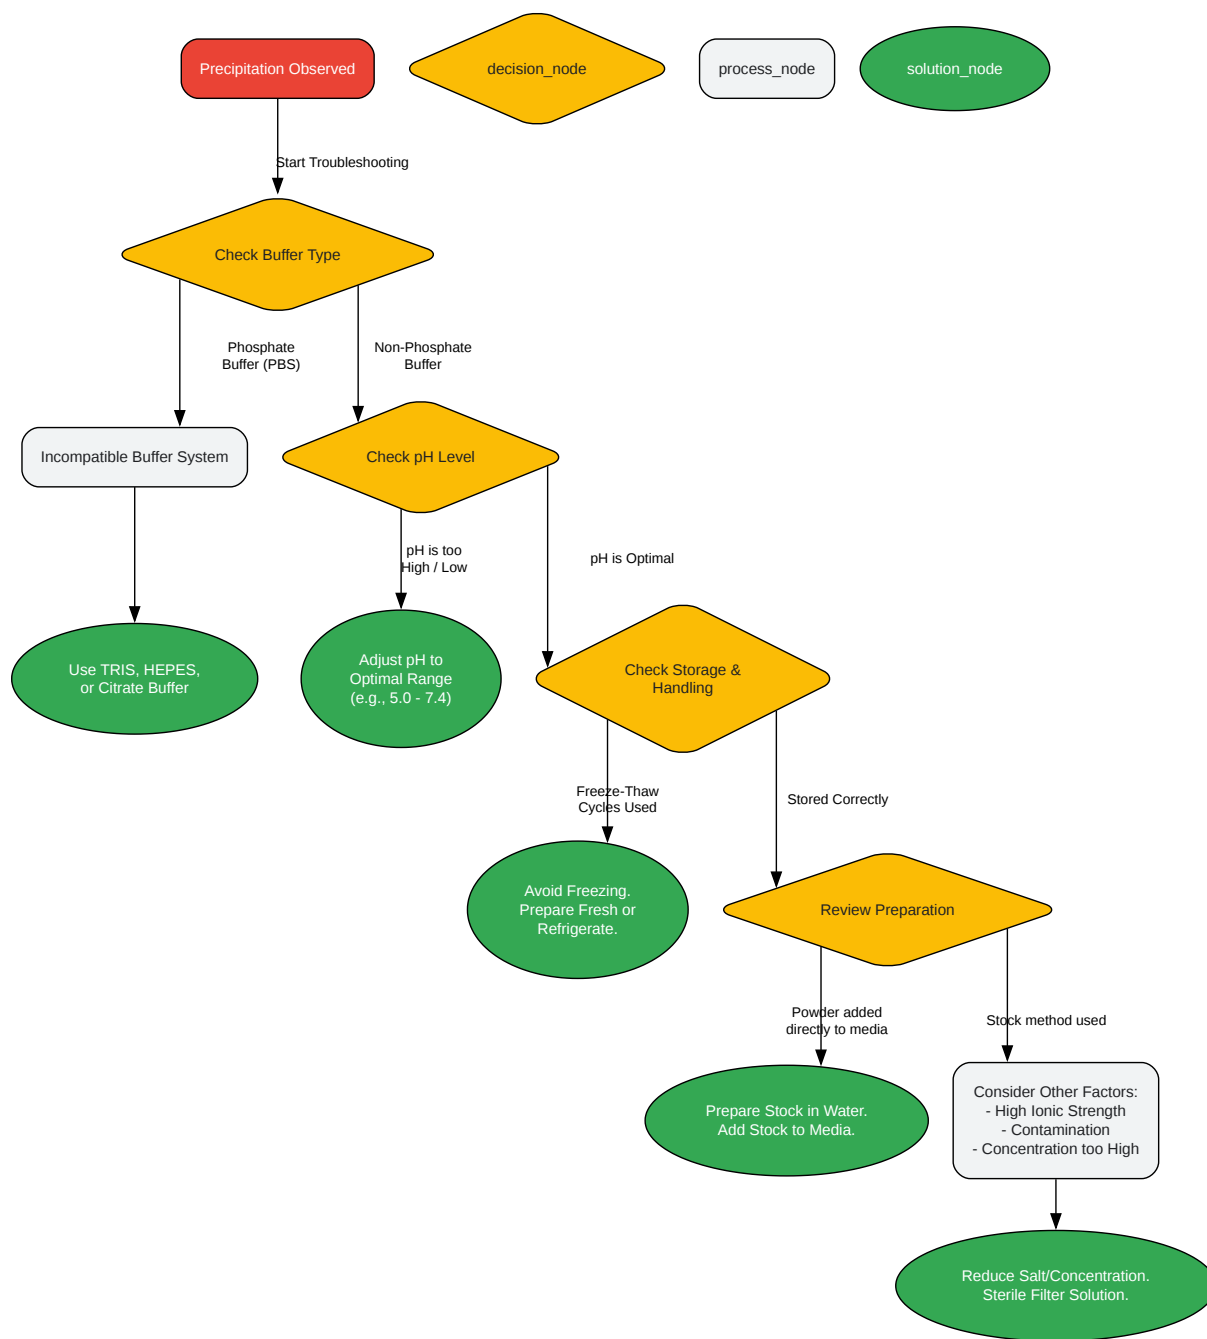 Precipitation Observed
decision_node
process_node
solution_node
Start Troubleshooting
Check Buffer Type
Phosphate
Buffer (PBS)
Non-Phosphate
Buffer
Incompatible Buffer System
Check pH Level
pH is too
High / Low
pH is Optimal
Use TRIS, HEPES,
or Citrate Buffer
Adjust pH to
Optimal Range
(e.g., 5.0 - 7.4)
Check Storage &
Handling
Freeze-Thaw
Cycles Used
Stored Correctly
Avoid Freezing.
Prepare Fresh or
Refrigerate.
Review Preparation
Powder added
directly to media
Stock method used
Prepare Stock in Water.
Add Stock to Media.
Consider Other Factors:
- High Ionic Strength
- Contamination
- Concentration too High
Reduce Salt/Concentration.
Sterile Filter Solution.